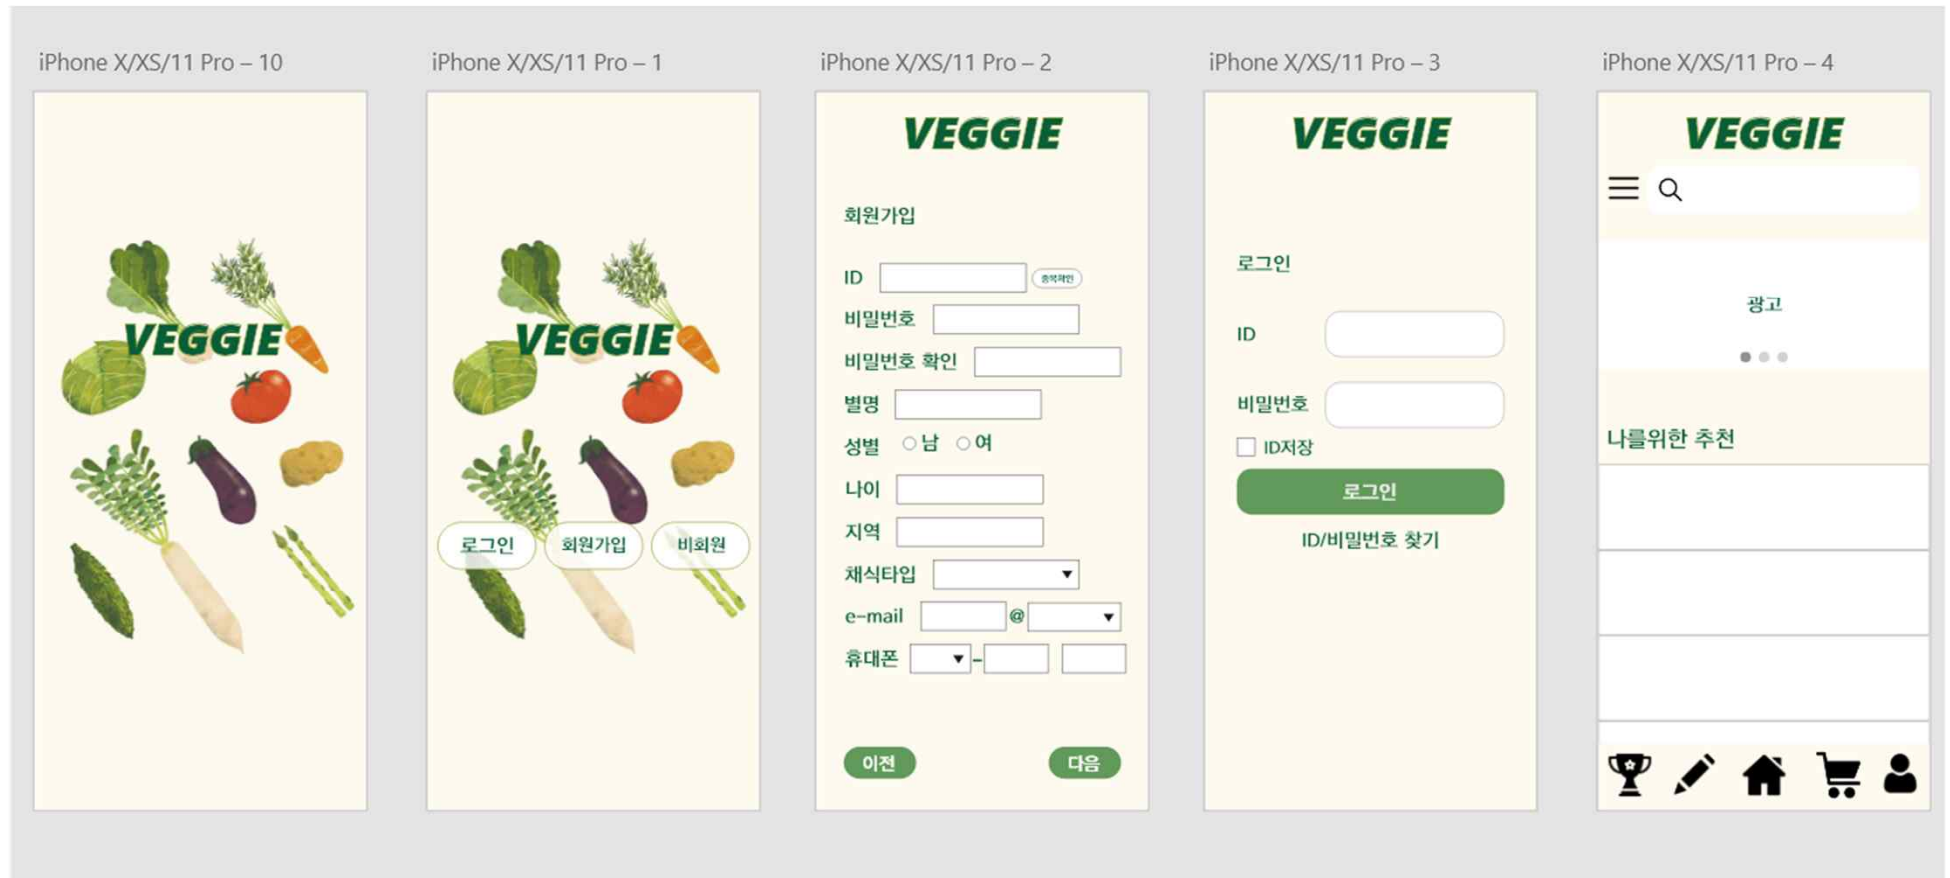 iPhone X/XS/11 Pro – 10
VEGGIE
iPhone X/XS/11 Pro – 1
VEGGIE
로그인 회원가입 비회원
iPhone X/XS/11 Pro – 2
VEGGIE
회원가입
ID 중복확인
비밀번호
비밀번호 확인
별명
성별 남 여
나이
지역
채식타입
e-mail @
휴대폰 -
이전 다음
iPhone X/XS/11 Pro – 3
VEGGIE
로그인
ID
비밀번호
ID저장
로그인
ID/비밀번호 찾기
iPhone X/XS/11 Pro – 4
VEGGIE
광고
나를위한 추천